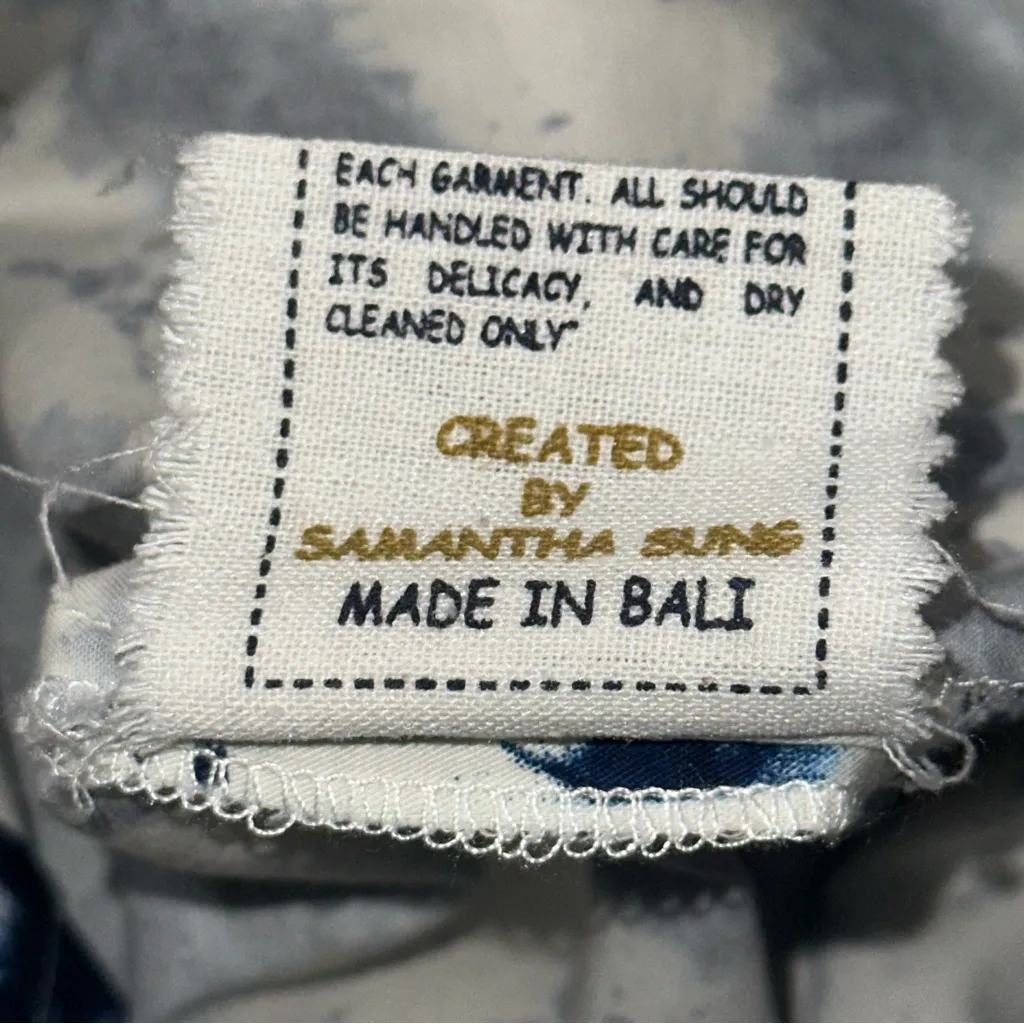 EACH GARMENT. ALL SHOULD
BE HANDLED WITH CARE FOR
ITS DELICACY, AND DRY
CLEANED ONLY"
CREATED
BY
SAMANTHA SUNG
MADE IN BALI